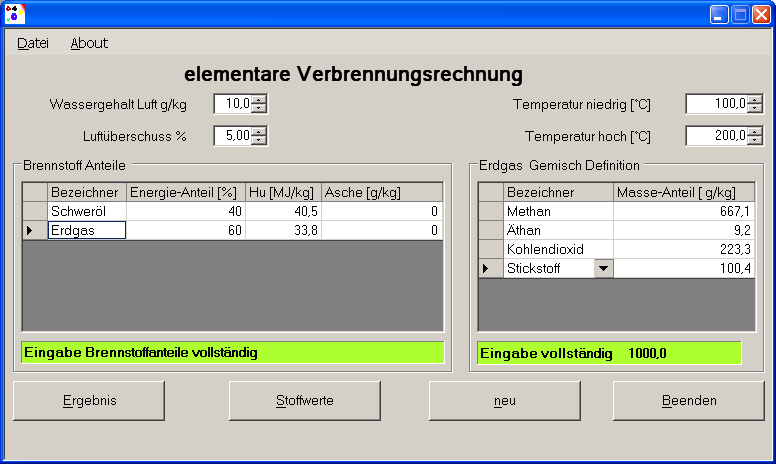 Datei About
elementare Verbrennungsrechnung
Wassergehalt Luft g/kg 10,0 Temperatur niedrig [°C] 100,0
Luftüberschuss % 5,00 Temperatur hoch [°C] 200,0
Brennstoff Anteile
Bezeichner Energie-Anteil [%] Hu [MJ/kg] Asche [g/kg]
Schweröl 40 40,5 0
Erdgas 60 33,8 0
Eingabe Brennstoffanteile vollständig
Erdgas Gemisch Definition
Bezeichner Masse-Anteil [ g/kg]
Methan 667,1
Äthan 9,2
Kohlendioxid 223,3
Stickstoff 100,4
Eingabe vollständig 1000,0
Ergebnis Stoffwerte neu Beenden